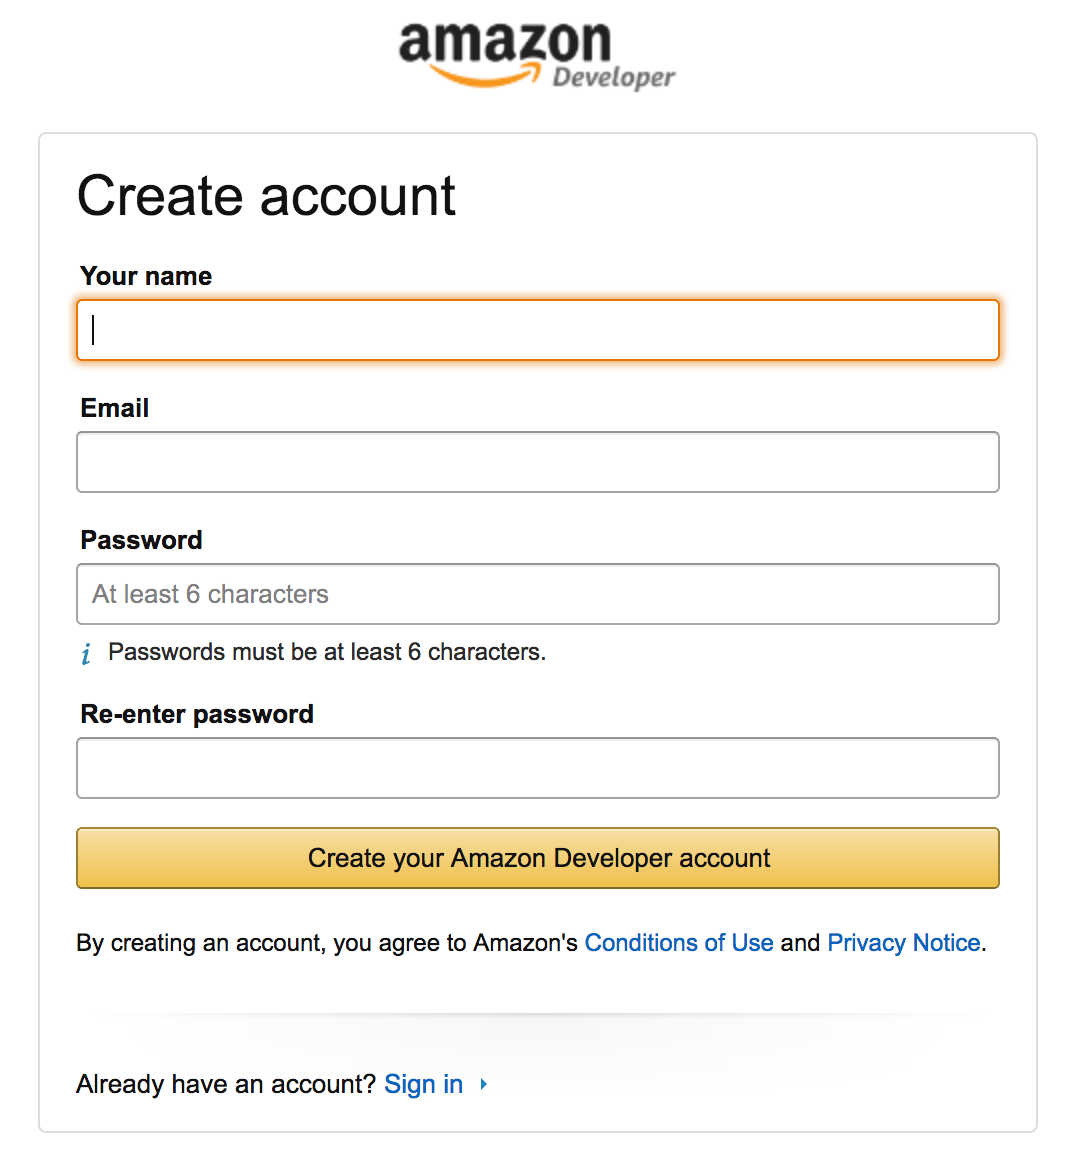 amazon
Developer
Create account
Your name
Email
Password
At least 6 characters
i Passwords must be at least 6 characters.
Re-enter password
Create your Amazon Developer account
By creating an account, you agree to Amazon's Conditions of Use and Privacy Notice.
Already have an account? Sign in